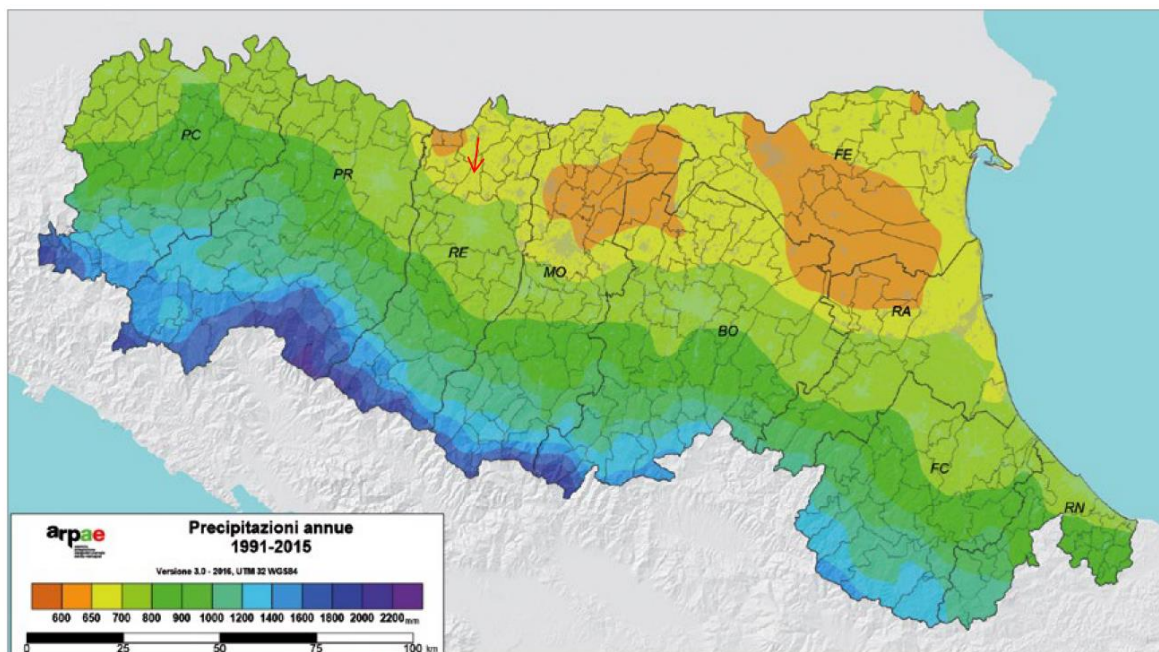 PC
PR
RE
MO
BO
FE
RA
FC
RN
arpae
Precipitazioni annue
1991-2015
Versione 3.0 - 2016, UTM 32 WGS84
600 650 700 800 900 1000 1200 1400 1600 1800 2000 2200 mm
0 25 50 75 100 km